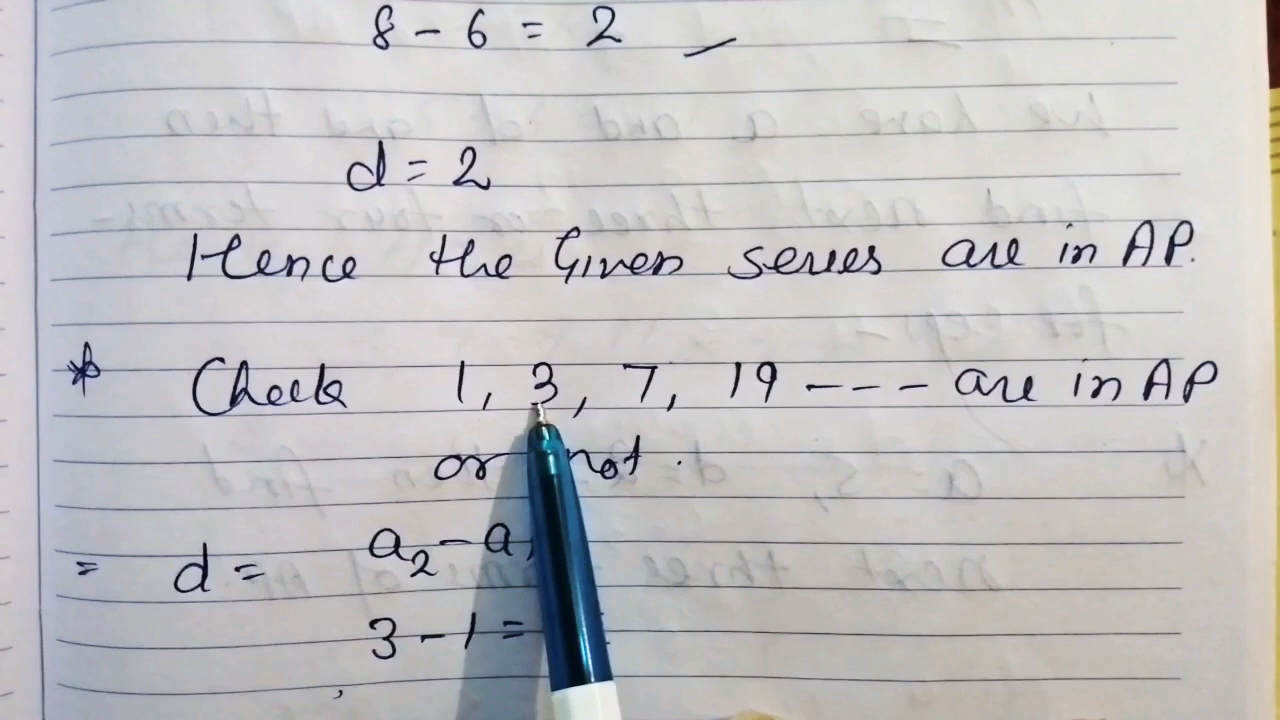 8 - 6 = 2
d = 2
Hence the Given series are in AP.
* Check 1, 3, 7, 19 --- are in AP
or not.
= d = a₂ - a₁
3 - 1 =